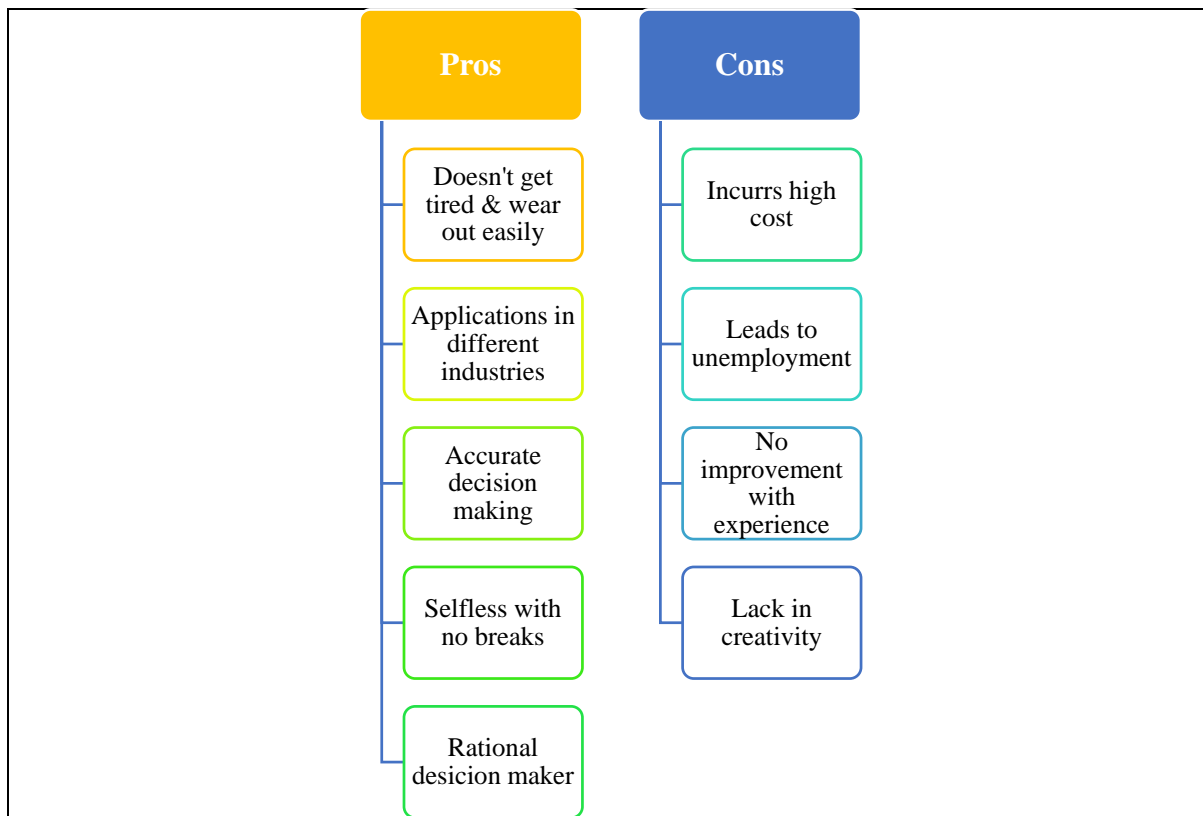 Pros
Doesn't get
tired & wear
out easily
Applications in
different
industries
Accurate
decision
making
Selfless with
no breaks
Rational
desicion maker
Cons
Incurrs high
cost
Leads to
unemployment
No
improvement
with
experience
Lack in
creativity